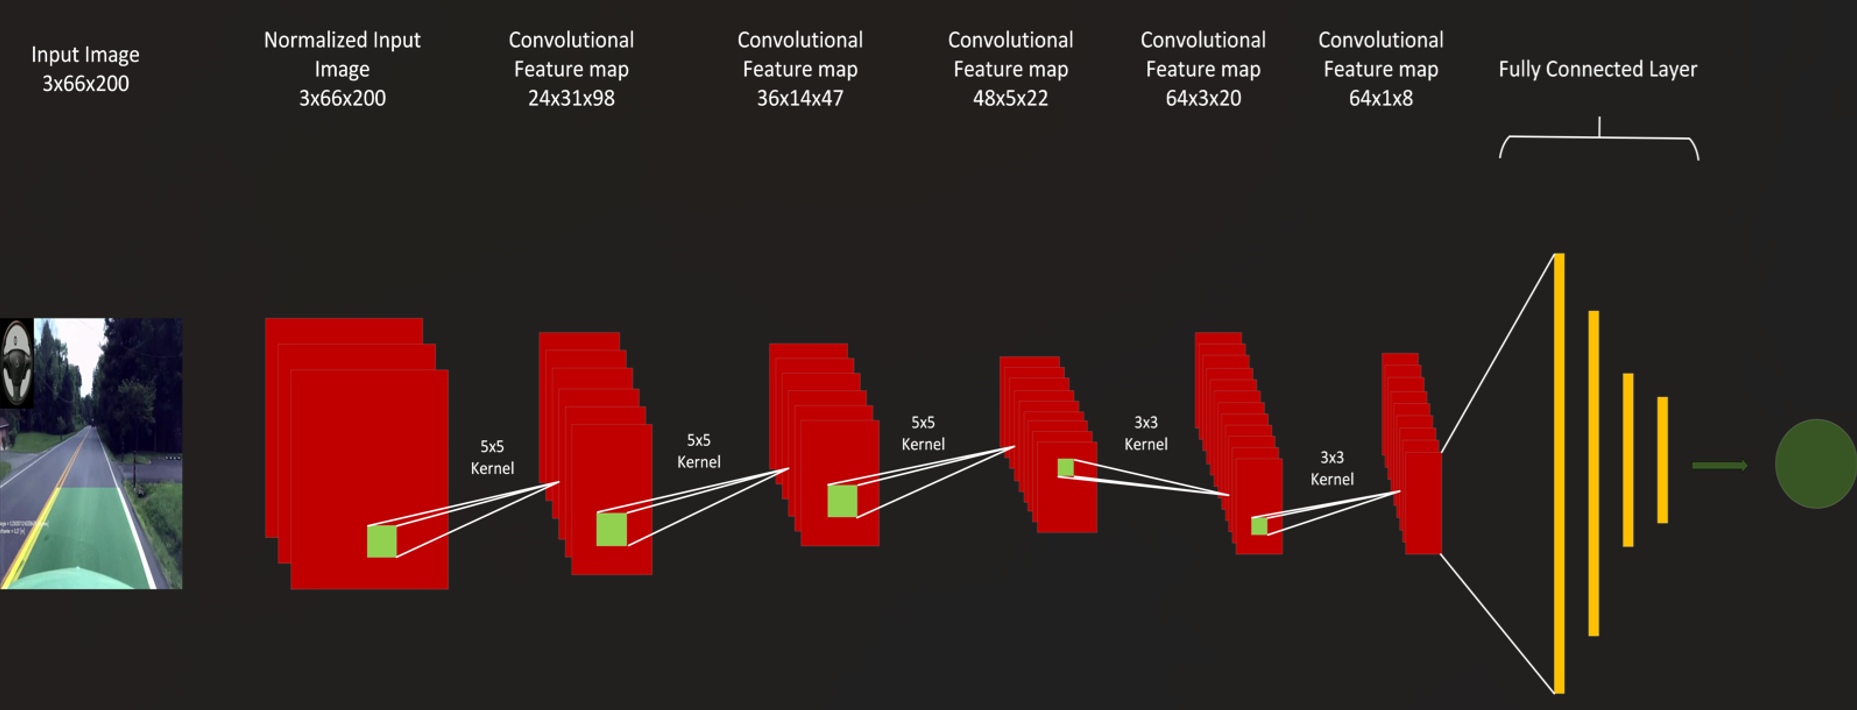 Input Image
3x66x200
Normalized Input
Image
3x66x200
Convolutional
Feature map
24x31x98
Convolutional
Feature map
36x14x47
Convolutional
Feature map
48x5x22
Convolutional
Feature map
64x3x20
Convolutional
Feature map
64x1x8
Fully Connected Layer
5x5
Kernel
5x5
Kernel
5x5
Kernel
3x3
Kernel
3x3
Kernel